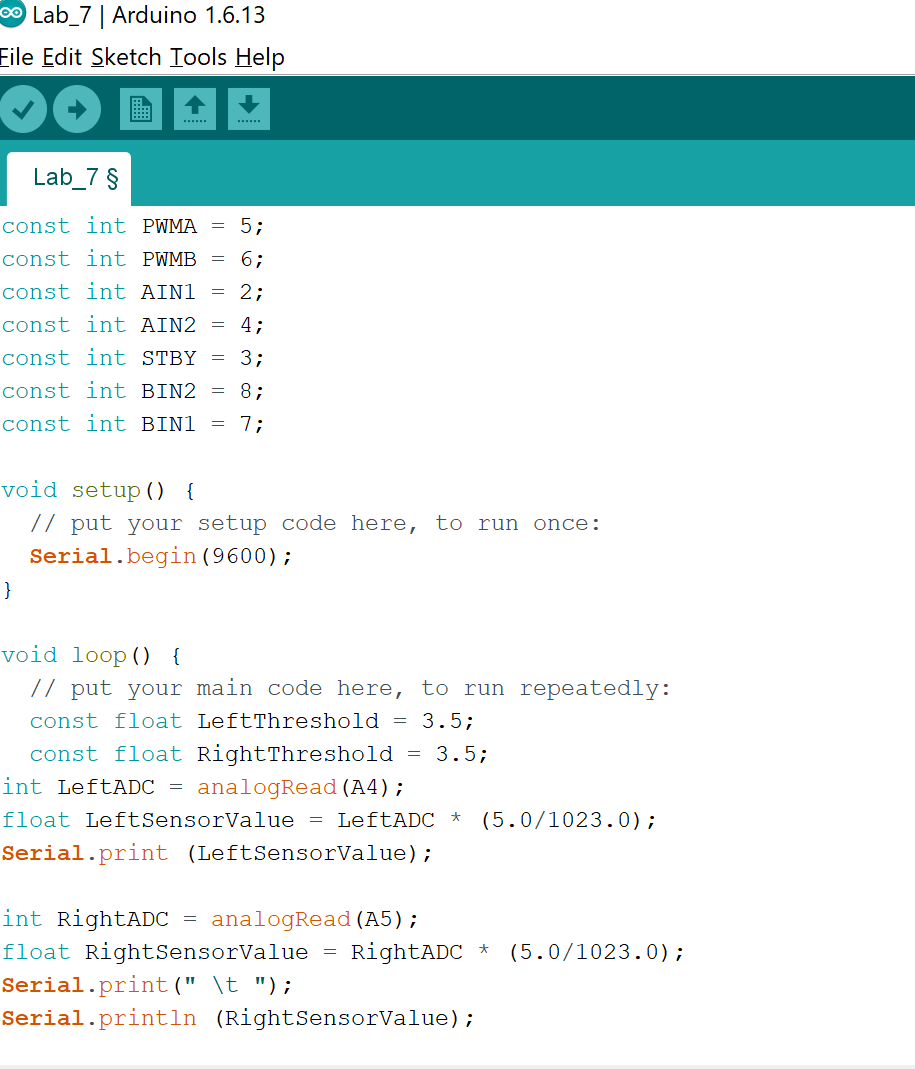 Lab_7 | Arduino 1.6.13
File Edit Sketch Tools Help
Lab_7 §
const int PWMA = 5;
const int PWMB = 6;
const int AIN1 = 2;
const int AIN2 = 4;
const int STBY = 3;
const int BIN2 = 8;
const int BIN1 = 7;
void setup() {
// put your setup code here, to run once:
Serial.begin(9600);
}
void loop() {
// put your main code here, to run repeatedly:
const float LeftThreshold = 3.5;
const float RightThreshold = 3.5;
int LeftADC = analogRead(A4);
float LeftSensorValue = LeftADC * (5.0/1023.0);
Serial.print (LeftSensorValue);
int RightADC = analogRead(A5);
float RightSensorValue = RightADC * (5.0/1023.0);
Serial.print(" \t ");
Serial.println (RightSensorValue);